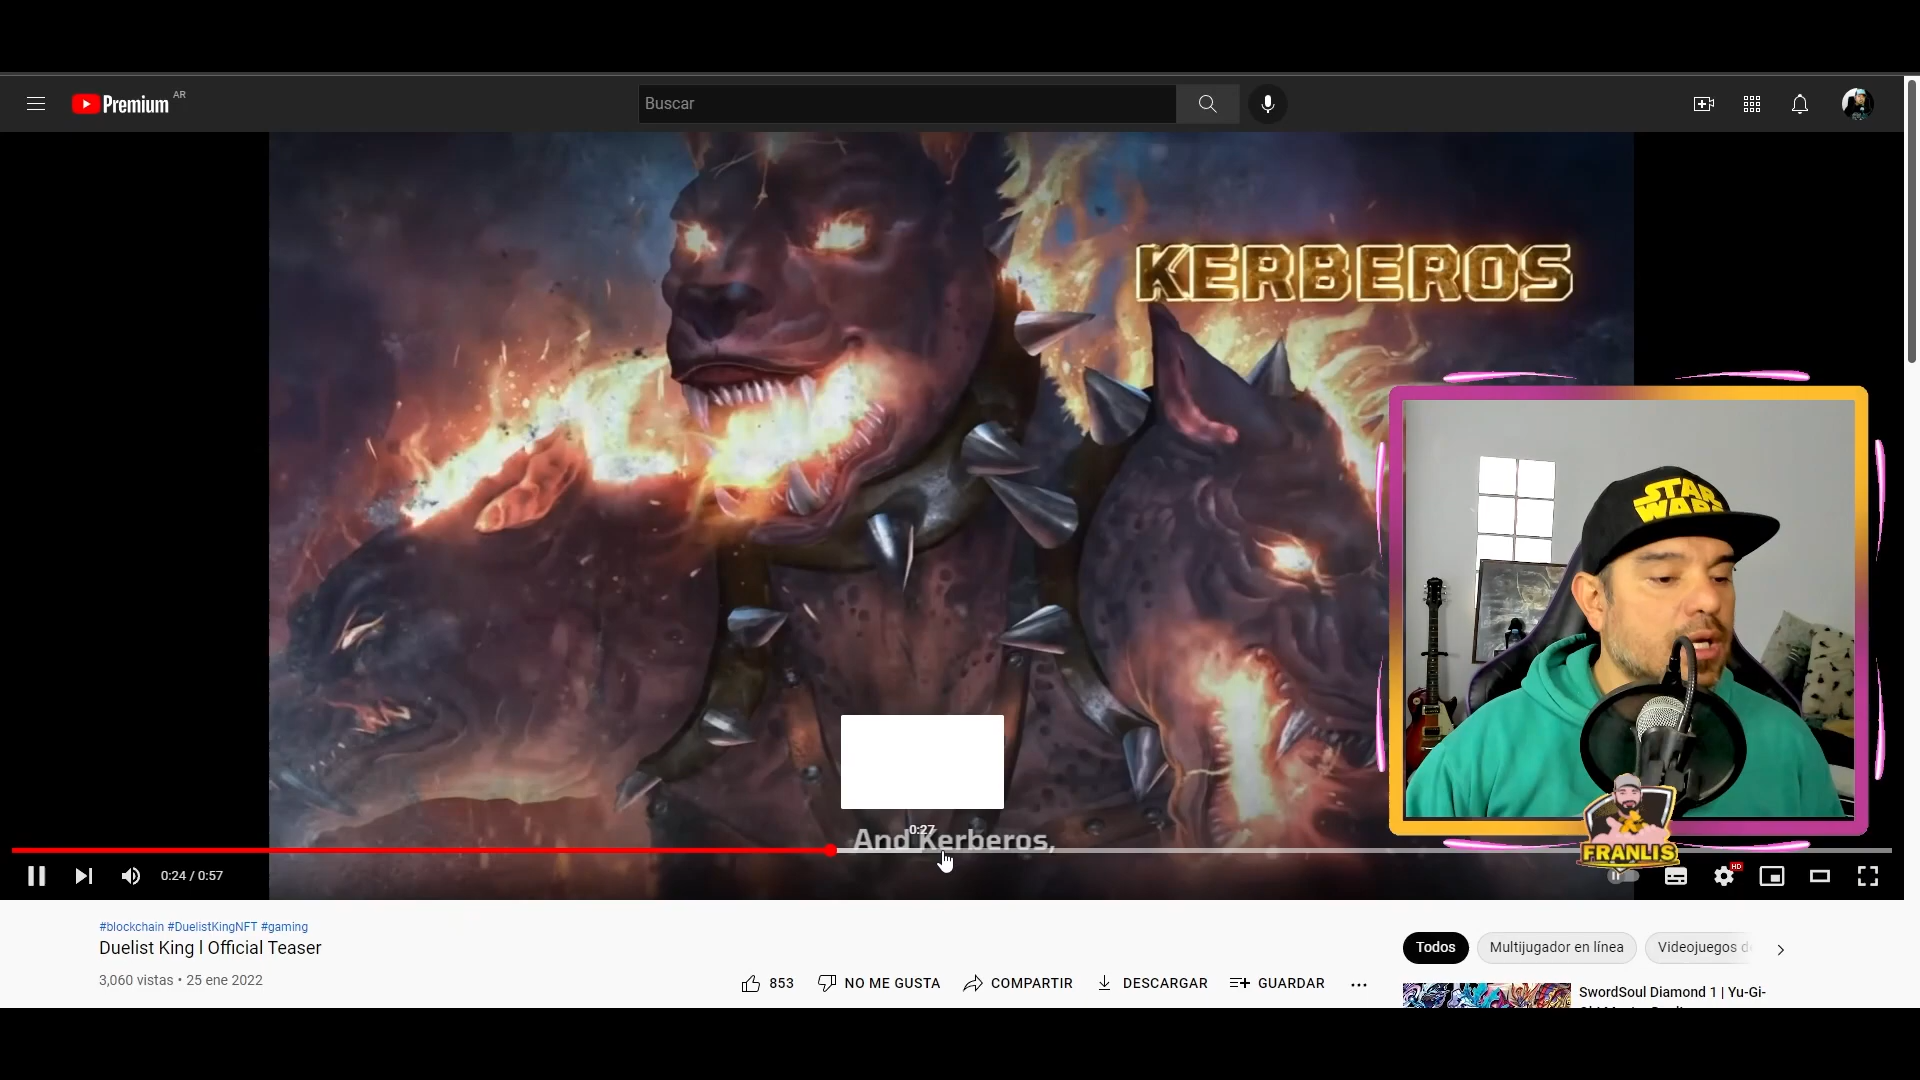 Premium AR
Buscar
KERBEROS
STAR
WARS
0:27
And Kerberos,
FRANLIS
0:24 / 0:57
HD
#blockchain #DuelistKingNFT #gaming
Duelist King l Official Teaser
3,060 vistas • 25 ene 2022
853
NO ME GUSTA
COMPARTIR
DESCARGAR
GUARDAR
Todos
Multijugador en línea
Videojuegos d
SwordSoul Diamond 1 | Yu-Gi-